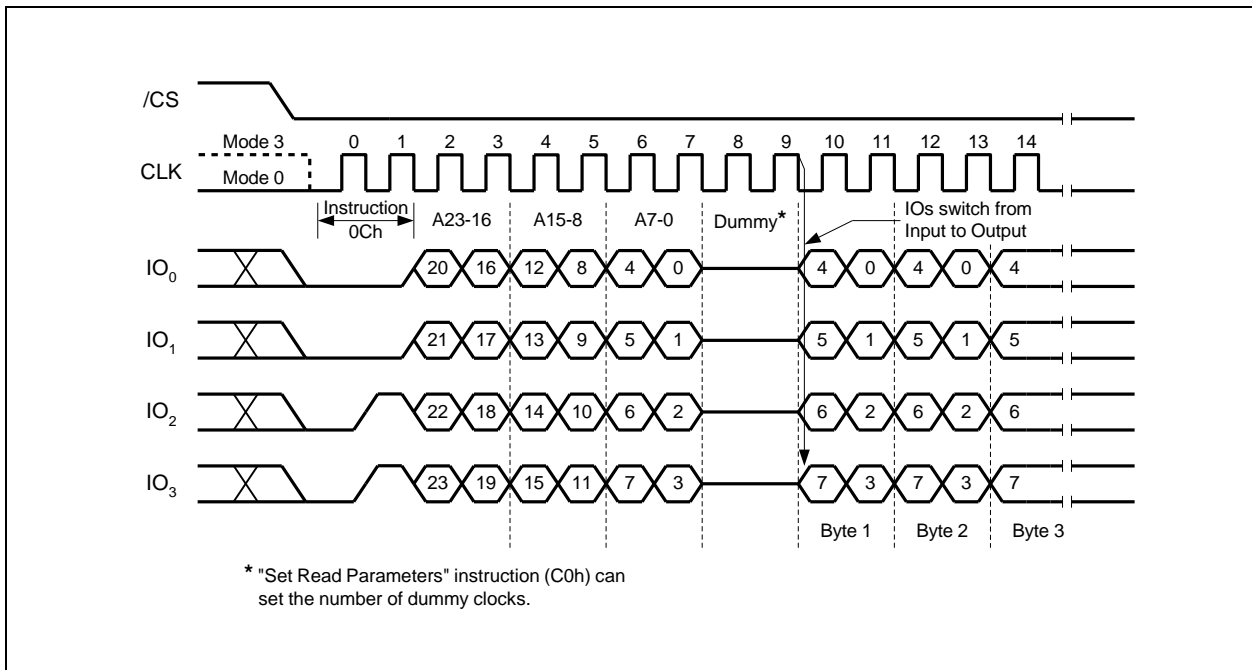 /CS
Mode 3 0 1 2 3 4 5 6 7 8 9 10 11 12 13 14
CLK
Mode 0
Instruction
0Ch
A23-16 A15-8 A7-0 Dummy*
IOs switch from
Input to Output
IO0 20 16 12 8 4 0 4 0 4 0 4
IO1 21 17 13 9 5 1 5 1 5 1 5
IO2 22 18 14 10 6 2 6 2 6 2 6
IO3 23 19 15 11 7 3 7 3 7 3 7
Byte 1 Byte 2 Byte 3
* "Set Read Parameters" instruction (C0h) can
set the number of dummy clocks.